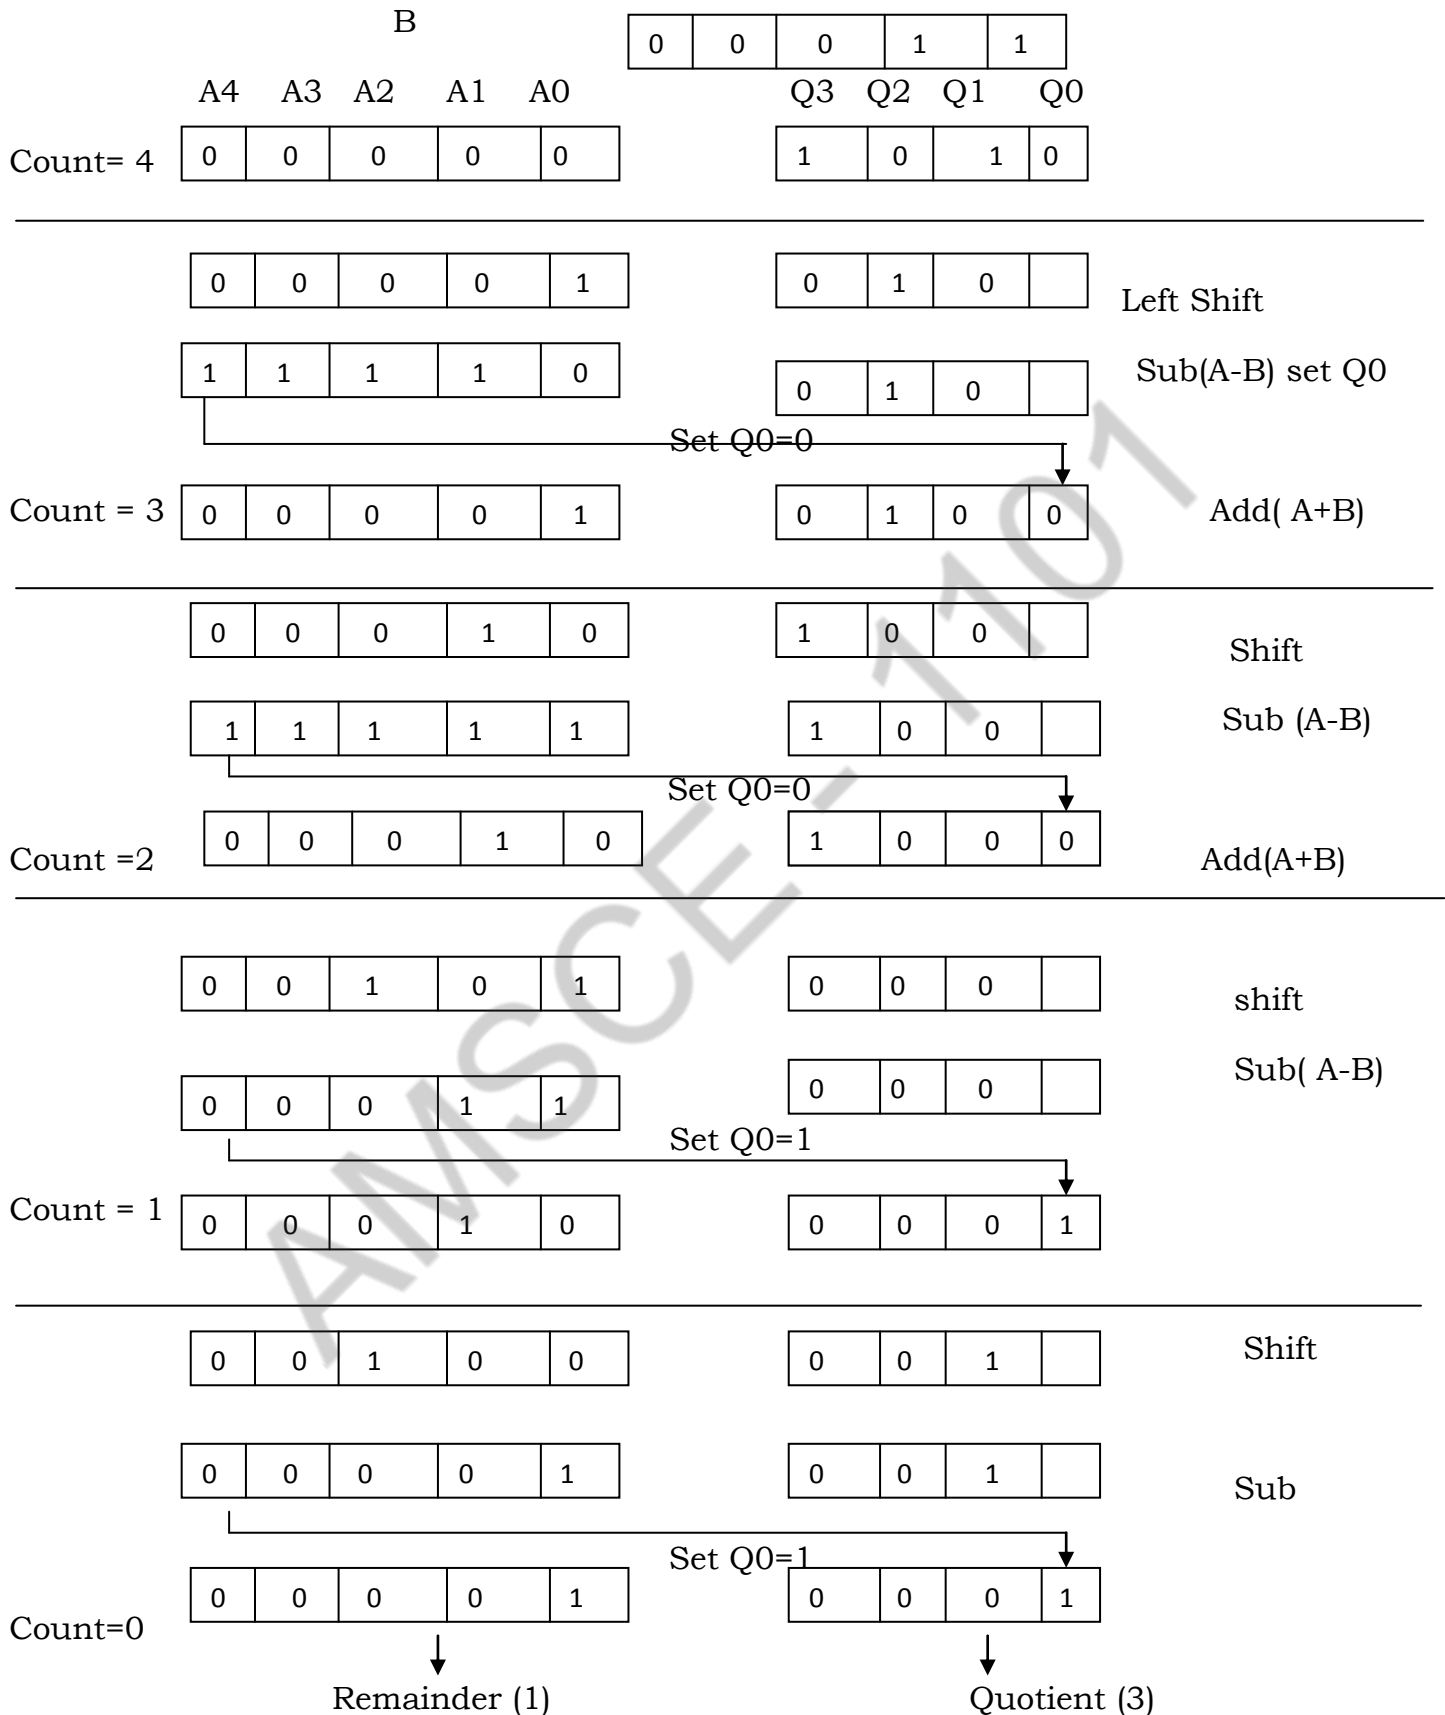 B 0 0 0 1 1
A4 A3 A2 A1 A0 Q3 Q2 Q1 Q0
Count= 4 0 0 0 0 0 1 0 1 0
0 0 0 0 1 0 1 0 Left Shift
1 1 1 1 0 0 1 0 Sub(A-B) set Q0
Set Q0=0
Count = 3 0 0 0 0 1 0 1 0 0 Add( A+B)
0 0 0 1 0 1 0 0 Shift
1 1 1 1 1 1 0 0 Sub (A-B)
Set Q0=0
Count =2 0 0 0 1 0 1 0 0 0 Add(A+B)
0 0 1 0 1 0 0 0 shift
0 0 0 1 1 0 0 0 Sub( A-B)
Set Q0=1
Count = 1 0 0 0 1 0 0 0 0 1
0 0 1 0 0 0 0 1 Shift
0 0 0 0 1 0 0 1 Sub
Set Q0=1
Count=0 0 0 0 0 1 0 0 0 1
Remainder (1) Quotient (3)
AMSCE - 1101